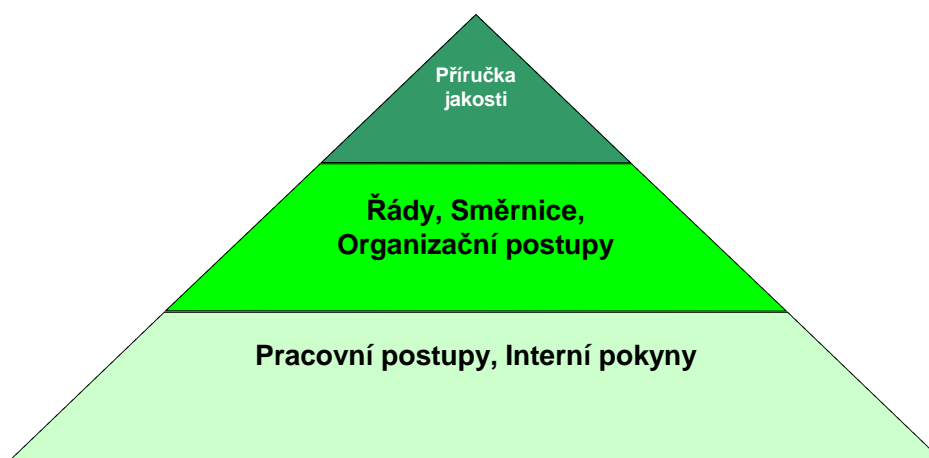 Příručka
jakosti
Řády, Směrnice,
Organizační postupy
Pracovní postupy, Interní pokyny